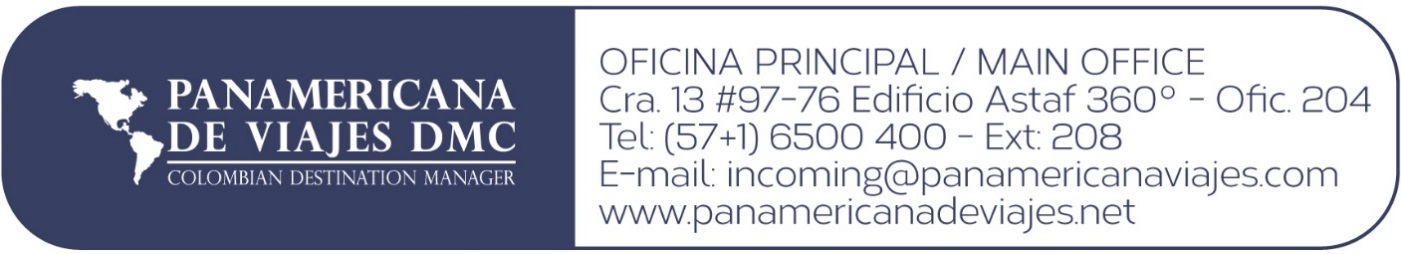 PANAMERICANA
DE VIAJES DMC
COLOMBIAN DESTINATION MANAGER
OFICINA PRINCIPAL / MAIN OFFICE
Cra. 13 #97-76 Edificio Astaf 360° - Ofic. 204
Tel: (57+1) 6500 400 - Ext: 208
E-mail: incoming@panamericanaviajes.com
www.panamericanadeviajes.net